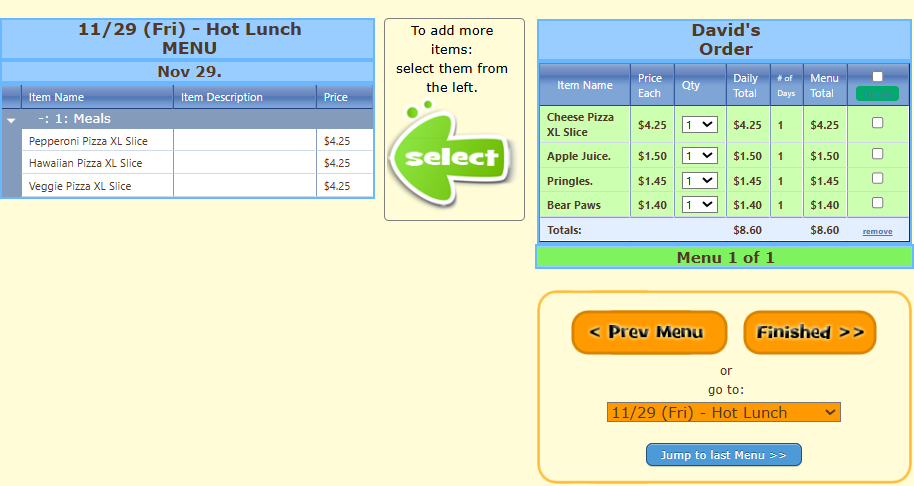 11/29 (Fri) - Hot Lunch
MENU
Nov 29.
Item Name Item Description Price
-: 1: Meals
Pepperoni Pizza XL Slice $4.25
Hawaiian Pizza XL Slice $4.25
Veggie Pizza XL Slice $4.25
To add more
items:
select them from
the left.
select
David's
Order
Item Name Price Each Qty Daily Total # of Days Menu Total
Cheese Pizza XL Slice $4.25 1 $4.25 1 $4.25
Apple Juice. $1.50 1 $1.50 1 $1.50
Pringles. $1.45 1 $1.45 1 $1.45
Bear Paws $1.40 1 $1.40 1 $1.40
Totals: $8.60 $8.60 remove
Menu 1 of 1
< Prev Menu Finished >>
or
go to:
11/29 (Fri) - Hot Lunch
Jump to last Menu >>